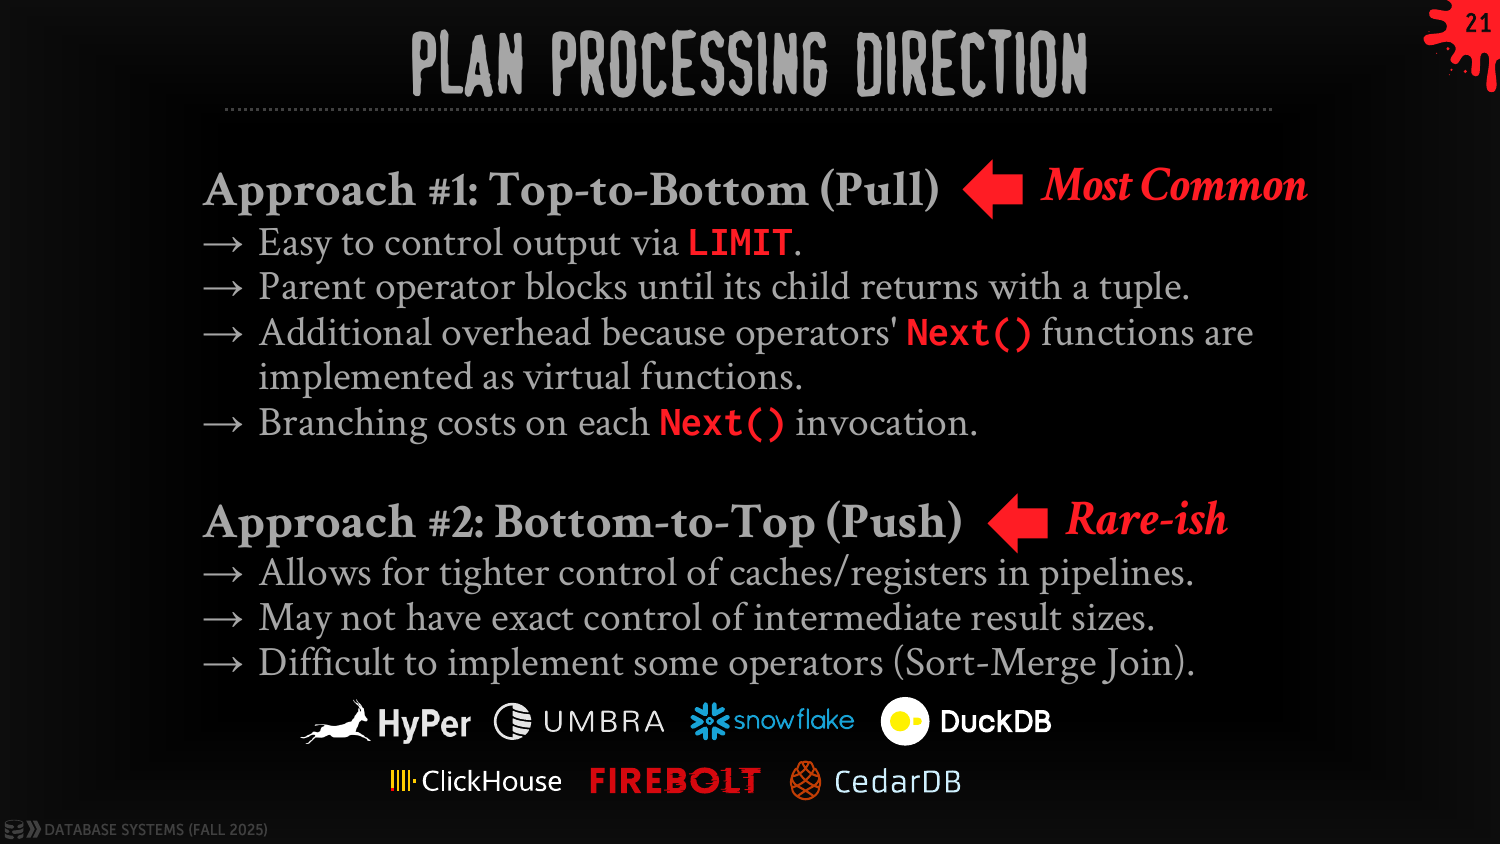 21
PLAN PROCESSING DIRECTION
Approach #1: Top-to-Bottom (Pull) Most Common
→ Easy to control output via LIMIT.
→ Parent operator blocks until its child returns with a tuple.
→ Additional overhead because operators' Next() functions are
implemented as virtual functions.
→ Branching costs on each Next() invocation.
Approach #2: Bottom-to-Top (Push) Rare-ish
→ Allows for tighter control of caches/registers in pipelines.
→ May not have exact control of intermediate result sizes.
→ Difficult to implement some operators (Sort-Merge Join).
HyPer UMBRA snowflake DuckDB
ClickHouse FIREBOLT CedarDB
DATABASE SYSTEMS (FALL 2025)